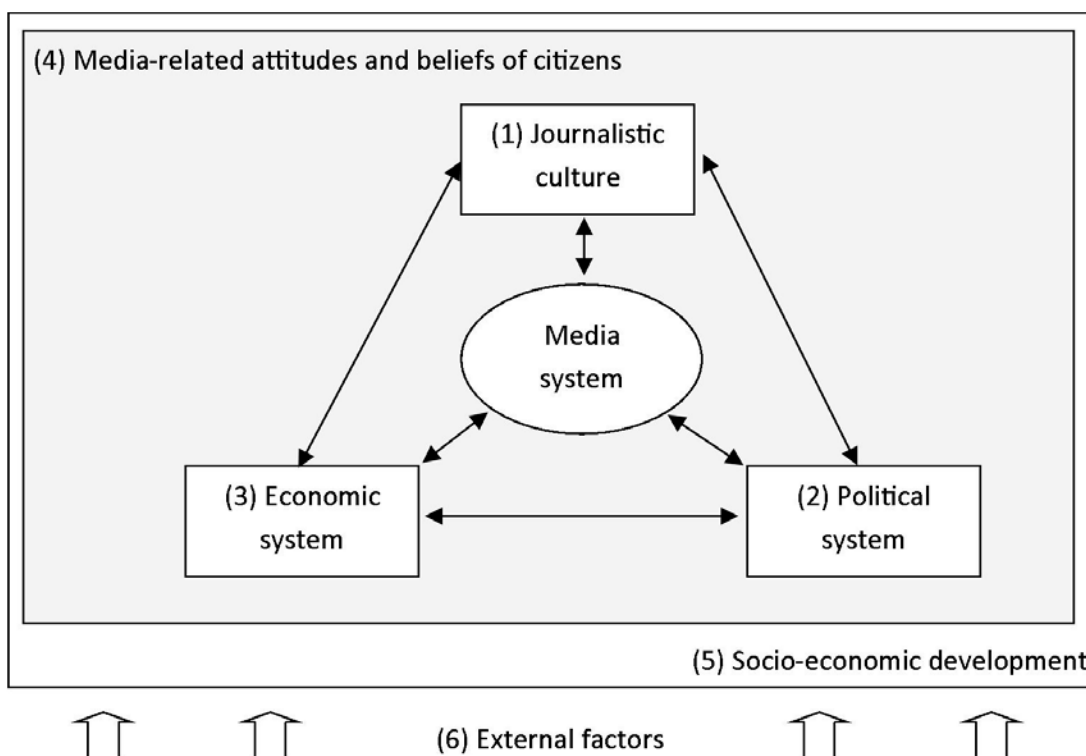 (4) Media-related attitudes and beliefs of citizens
(1) Journalistic
culture
Media
system
(3) Economic
system
(2) Political
system
(5) Socio-economic development
(6) External factors